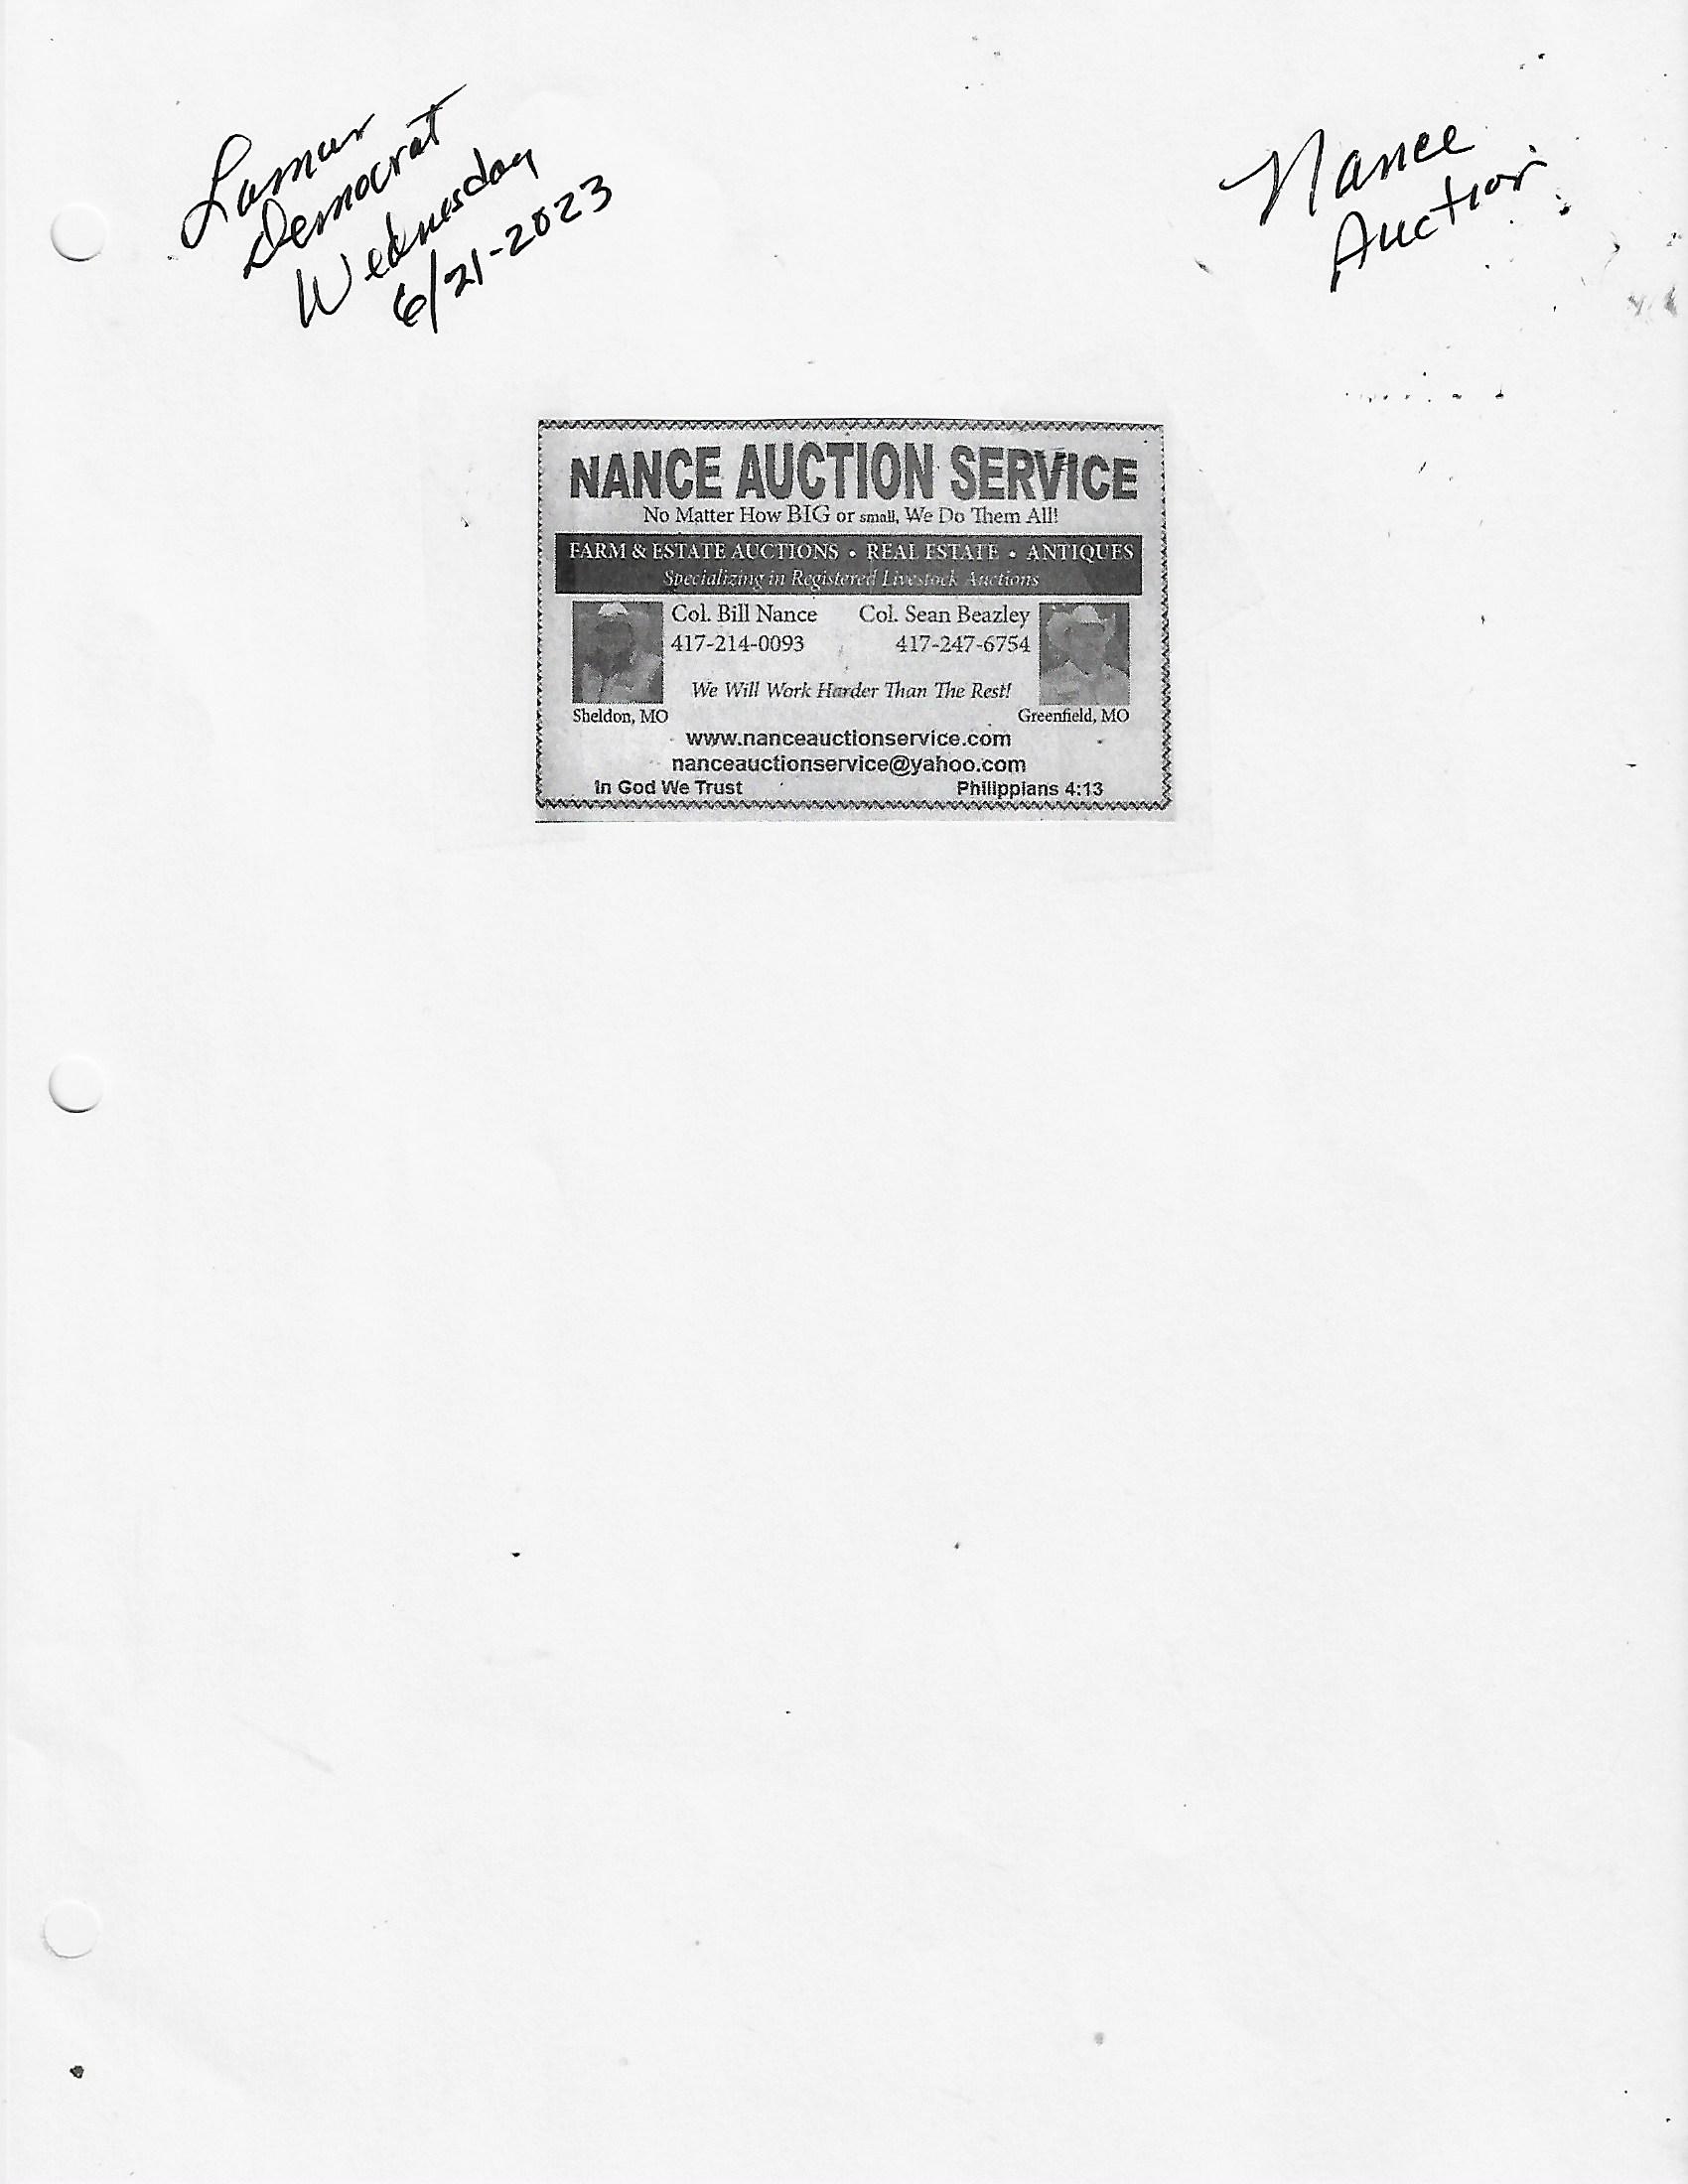 Lamar
Democrat
Wednesday
6/21-2023
Nance
Auction
NANCE AUCTION SERVICE
No Matter How BIG or small, We Do Them All!
FARM & ESTATE AUCTIONS • REAL ESTATE • ANTIQUES
Specializing in Registered Livestock Auctions
Col. Bill Nance Col. Sean Beazley
417-214-0093 417-247-6754
We Will Work Harder Than The Rest!
Sheldon, MO Greenfield, MO
www.nanceauctionservice.com
nanceauctionservice@yahoo.com
In God We Trust Philippians 4:13